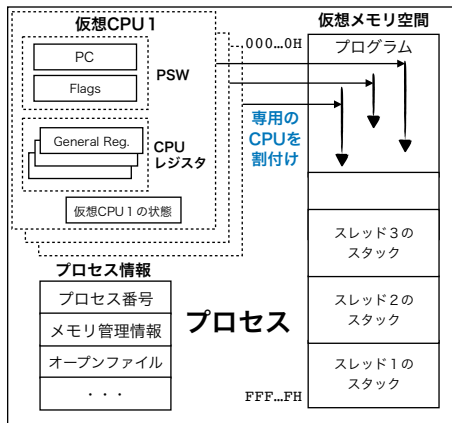 仮想CPU１
PC
Flags
PSW
General Reg.
CPU
レジスタ
仮想CPU１の状態
プロセス情報
プロセス番号
メモリ管理情報
オープンファイル
・・・
プロセス
専用の
CPUを
割付け
仮想メモリ空間
000…0H
プログラム
スレッド３の
スタック
スレッド２の
スタック
スレッド１の
スタック
FFF…FH